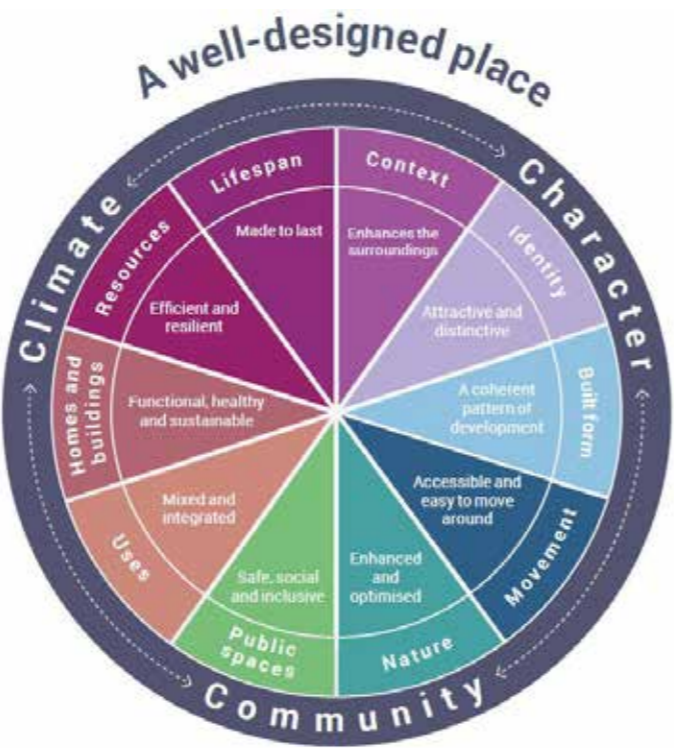 A well-designed place
Climate
Character
Community
Context
Enhances the
surroundings
Identity
Attractive and
distinctive
Built form
A coherent
pattern of
development
Movement
Accessible and
easy to move
around
Nature
Enhanced
and
optimised
Public
spaces
Safe, social
and inclusive
Uses
Mixed and
integrated
Homes and
buildings
Functional, healthy
and sustainable
Resources
Efficient and
resilient
Lifespan
Made to last